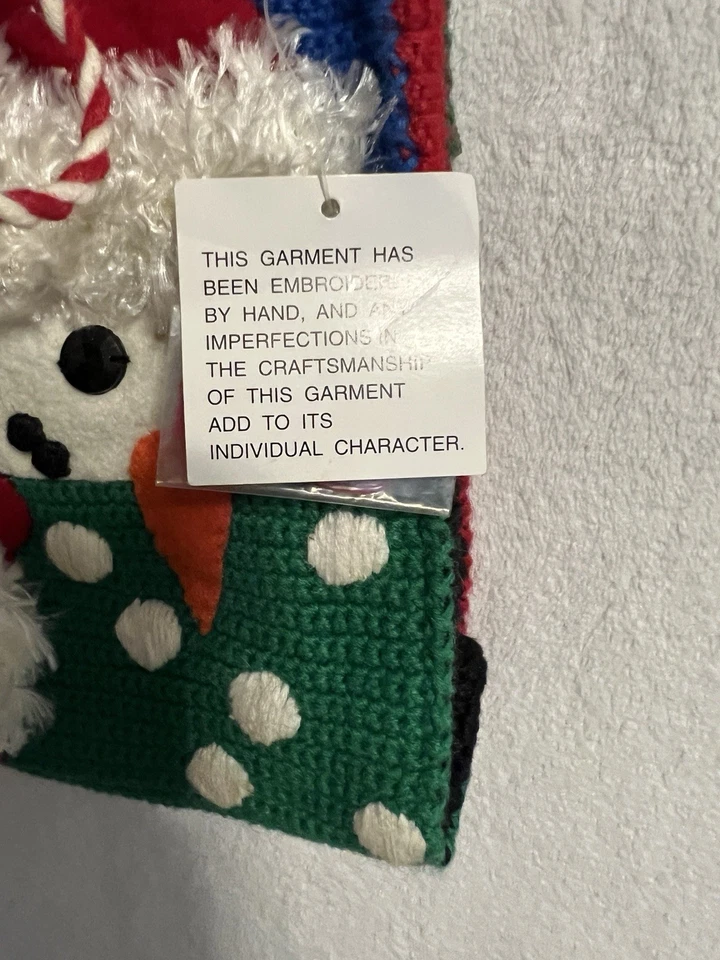 THIS GARMENT HAS
BEEN EMBROIDERED
BY HAND, AND ANY
IMPERFECTIONS IN
THE CRAFTSMANSHIP
OF THIS GARMENT
ADD TO ITS
INDIVIDUAL CHARACTER.